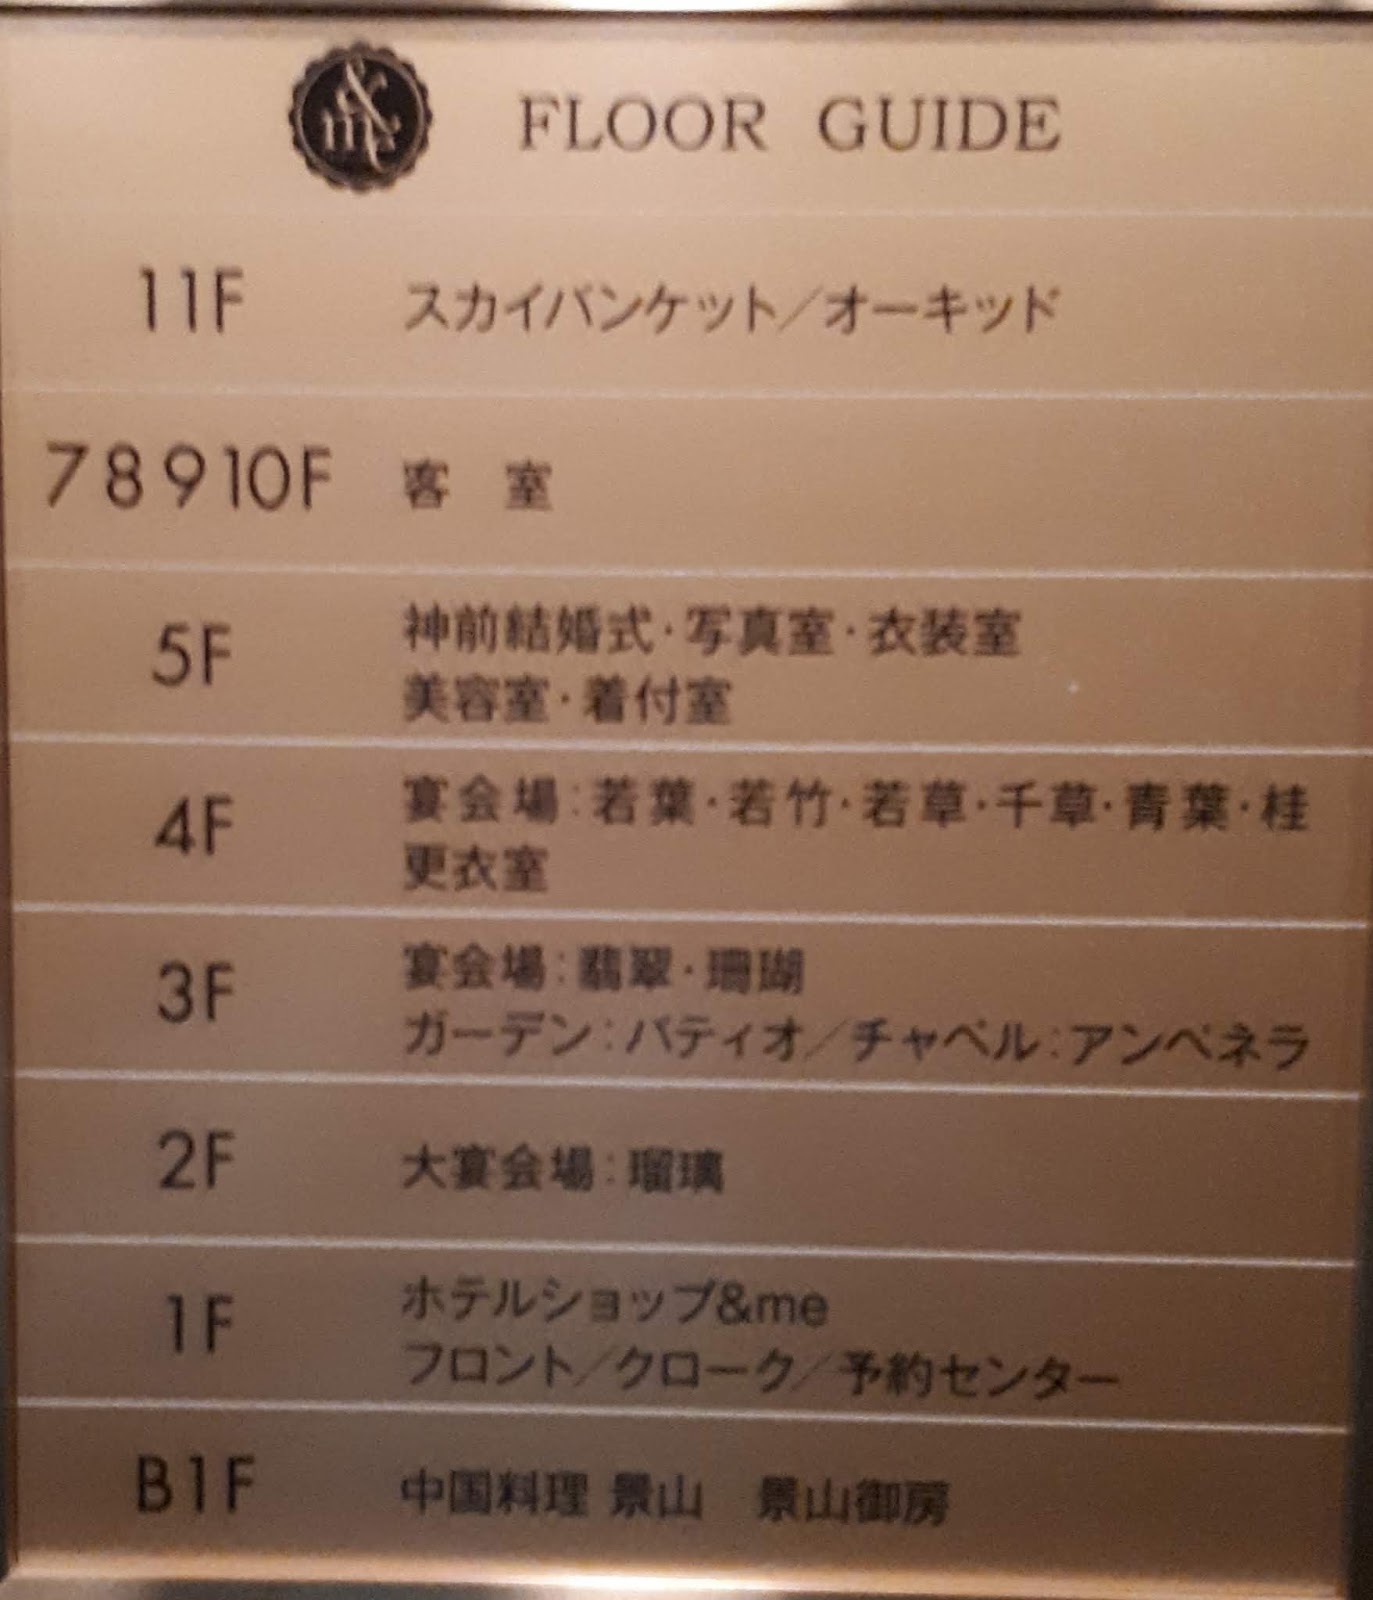 &me FLOOR GUIDE
11F スカイバンケット／オーキッド
7 8 9 10F 客 室
5F 神前結婚式・写真室・衣装室
美容室・着付室
4F 宴会場：若葉・若竹・若草・千草・青葉・桂
更衣室
3F 宴会場：翡翠・珊瑚
ガーデン：パティオ／チャペル：アンベネラ
2F 大宴会場：瑠璃
1F ホテルショップ&me
フロント／クローク／予約センター
B1F 中国料理 景山 景山御房